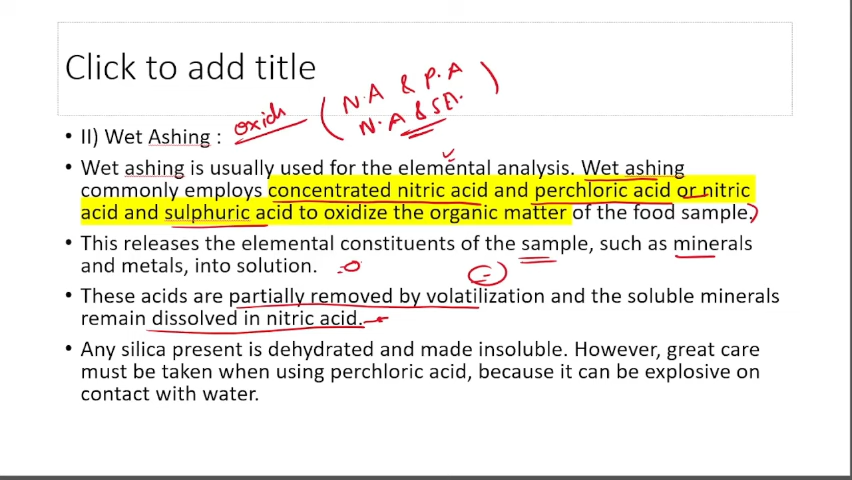 Click to add title
N.A & P.A
N.A & S.A.
oxid
• II) Wet Ashing :
• Wet ashing is usually used for the elemental analysis. Wet ashing
commonly employs concentrated nitric acid and perchloric acid or nitric
acid and sulphuric acid to oxidize the organic matter of the food sample.
• This releases the elemental constituents of the sample, such as minerals
and metals, into solution.
• These acids are partially removed by volatilization and the soluble minerals
remain dissolved in nitric acid.
• Any silica present is dehydrated and made insoluble. However, great care
must be taken when using perchloric acid, because it can be explosive on
contact with water.